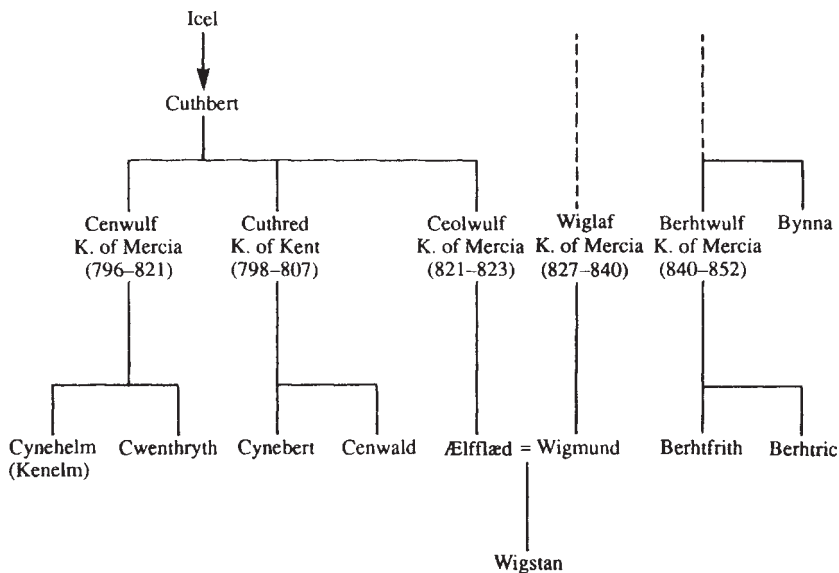 Icel
Cuthbert
Cenwulf
K. of Mercia
(796–821)
Cuthred
K. of Kent
(798–807)
Ceolwulf
K. of Mercia
(821–823)
Wiglaf
K. of Mercia
(827–840)
Berhtwulf
K. of Mercia
(840–852)
Bynna
Cynehelm
(Kenelm)
Cwenthryth
Cynebert
Cenwald
Ælfflæd = Wigmund
Berhtfrith
Berhtric
Wigstan